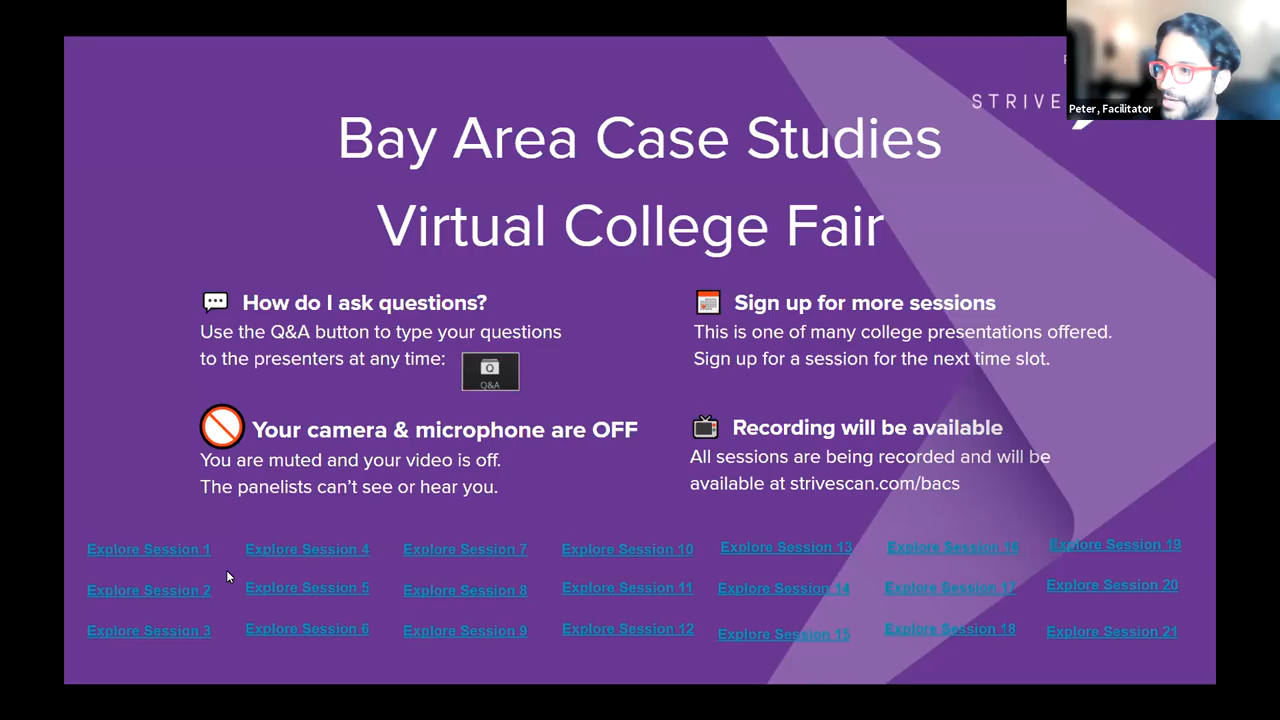 STRIVE
Peter, Facilitator
Bay Area Case Studies
Virtual College Fair
How do I ask questions?
Use the Q&A button to type your questions
to the presenters at any time:
Q
Q&A
Sign up for more sessions
This is one of many college presentations offered.
Sign up for a session for the next time slot.
Your camera & microphone are OFF
You are muted and your video is off.
The panelists can't see or hear you.
Recording will be available
All sessions are being recorded and will be
available at strivescan.com/bacs
Explore Session 1
Explore Session 4
Explore Session 7
Explore Session 10
Explore Session 13
Explore Session 16
Explore Session 19
Explore Session 2
Explore Session 5
Explore Session 8
Explore Session 11
Explore Session 14
Explore Session 17
Explore Session 20
Explore Session 3
Explore Session 6
Explore Session 9
Explore Session 12
Explore Session 15
Explore Session 18
Explore Session 21